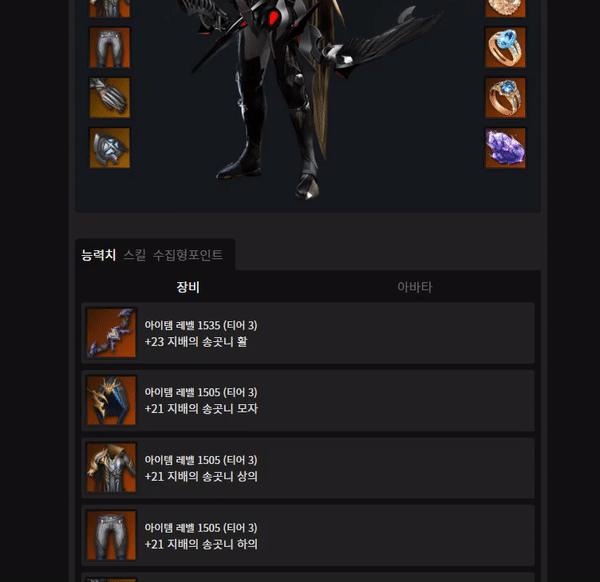 능력치 스킬 수집형포인트
장비 아바타
아이템 레벨 1535 (티어 3)
+23 지배의 송곳니 활
아이템 레벨 1505 (티어 3)
+21 지배의 송곳니 모자
아이템 레벨 1505 (티어 3)
+21 지배의 송곳니 상의
아이템 레벨 1505 (티어 3)
+21 지배의 송곳니 하의